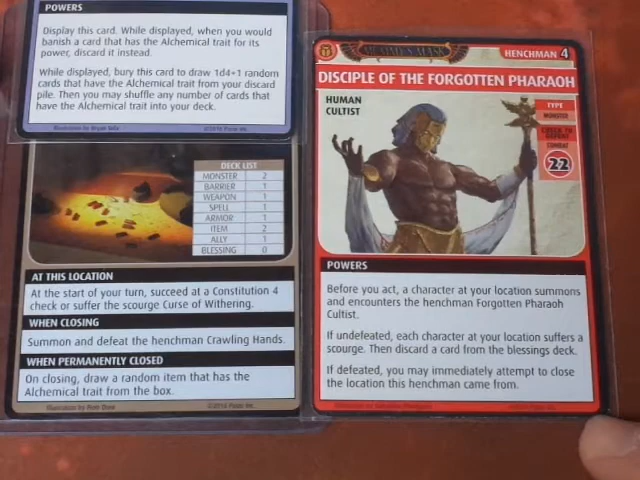 POWERS
Display this card. While displayed, when you would
banish a card that has the Alchemical trait for its
power, discard it instead.
While displayed, bury this card to draw 1d4+1 random
cards that have the Alchemical trait from your discard
pile. Then you may shuffle any number of cards that
have the Alchemical trait into your deck.
DECK LIST
MONSTER 2
BARRIER 1
WEAPON 1
SPELL 1
ARMOR 1
ITEM 2
ALLY 1
BLESSING 0
AT THIS LOCATION
At the start of your turn, succeed at a Constitution 4
check or suffer the scourge Curse of Withering.
WHEN CLOSING
Summon and defeat the henchman Crawling Hands.
WHEN PERMANENTLY CLOSED
On closing, draw a random item that has the
Alchemical trait from the box.
MUMMY'S MASK
HENCHMAN 4
DISCIPLE OF THE FORGOTTEN PHARAOH
HUMAN
CULTIST
TYPE
MONSTER
CHECK TO
DEFEAT
COMBAT
22
POWERS
Before you act, a character at your location summons
and encounters the henchman Forgotten Pharaoh
Cultist.
If undefeated, each character at your location suffers a
scourge. Then discard a card from the blessings deck.
If defeated, you may immediately attempt to close
the location this henchman came from.